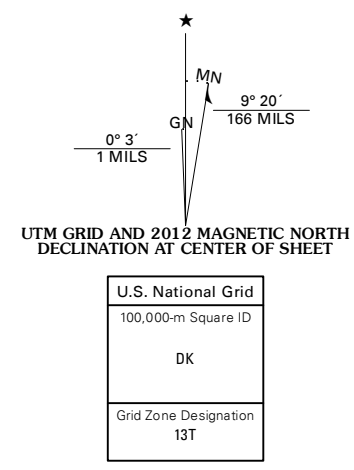 ★
MN
GN
9° 20´
166 MILS
0° 3´
1 MILS
UTM GRID AND 2012 MAGNETIC NORTH
DECLINATION AT CENTER OF SHEET
U.S. National Grid
100,000-m Square ID
DK
Grid Zone Designation
13T